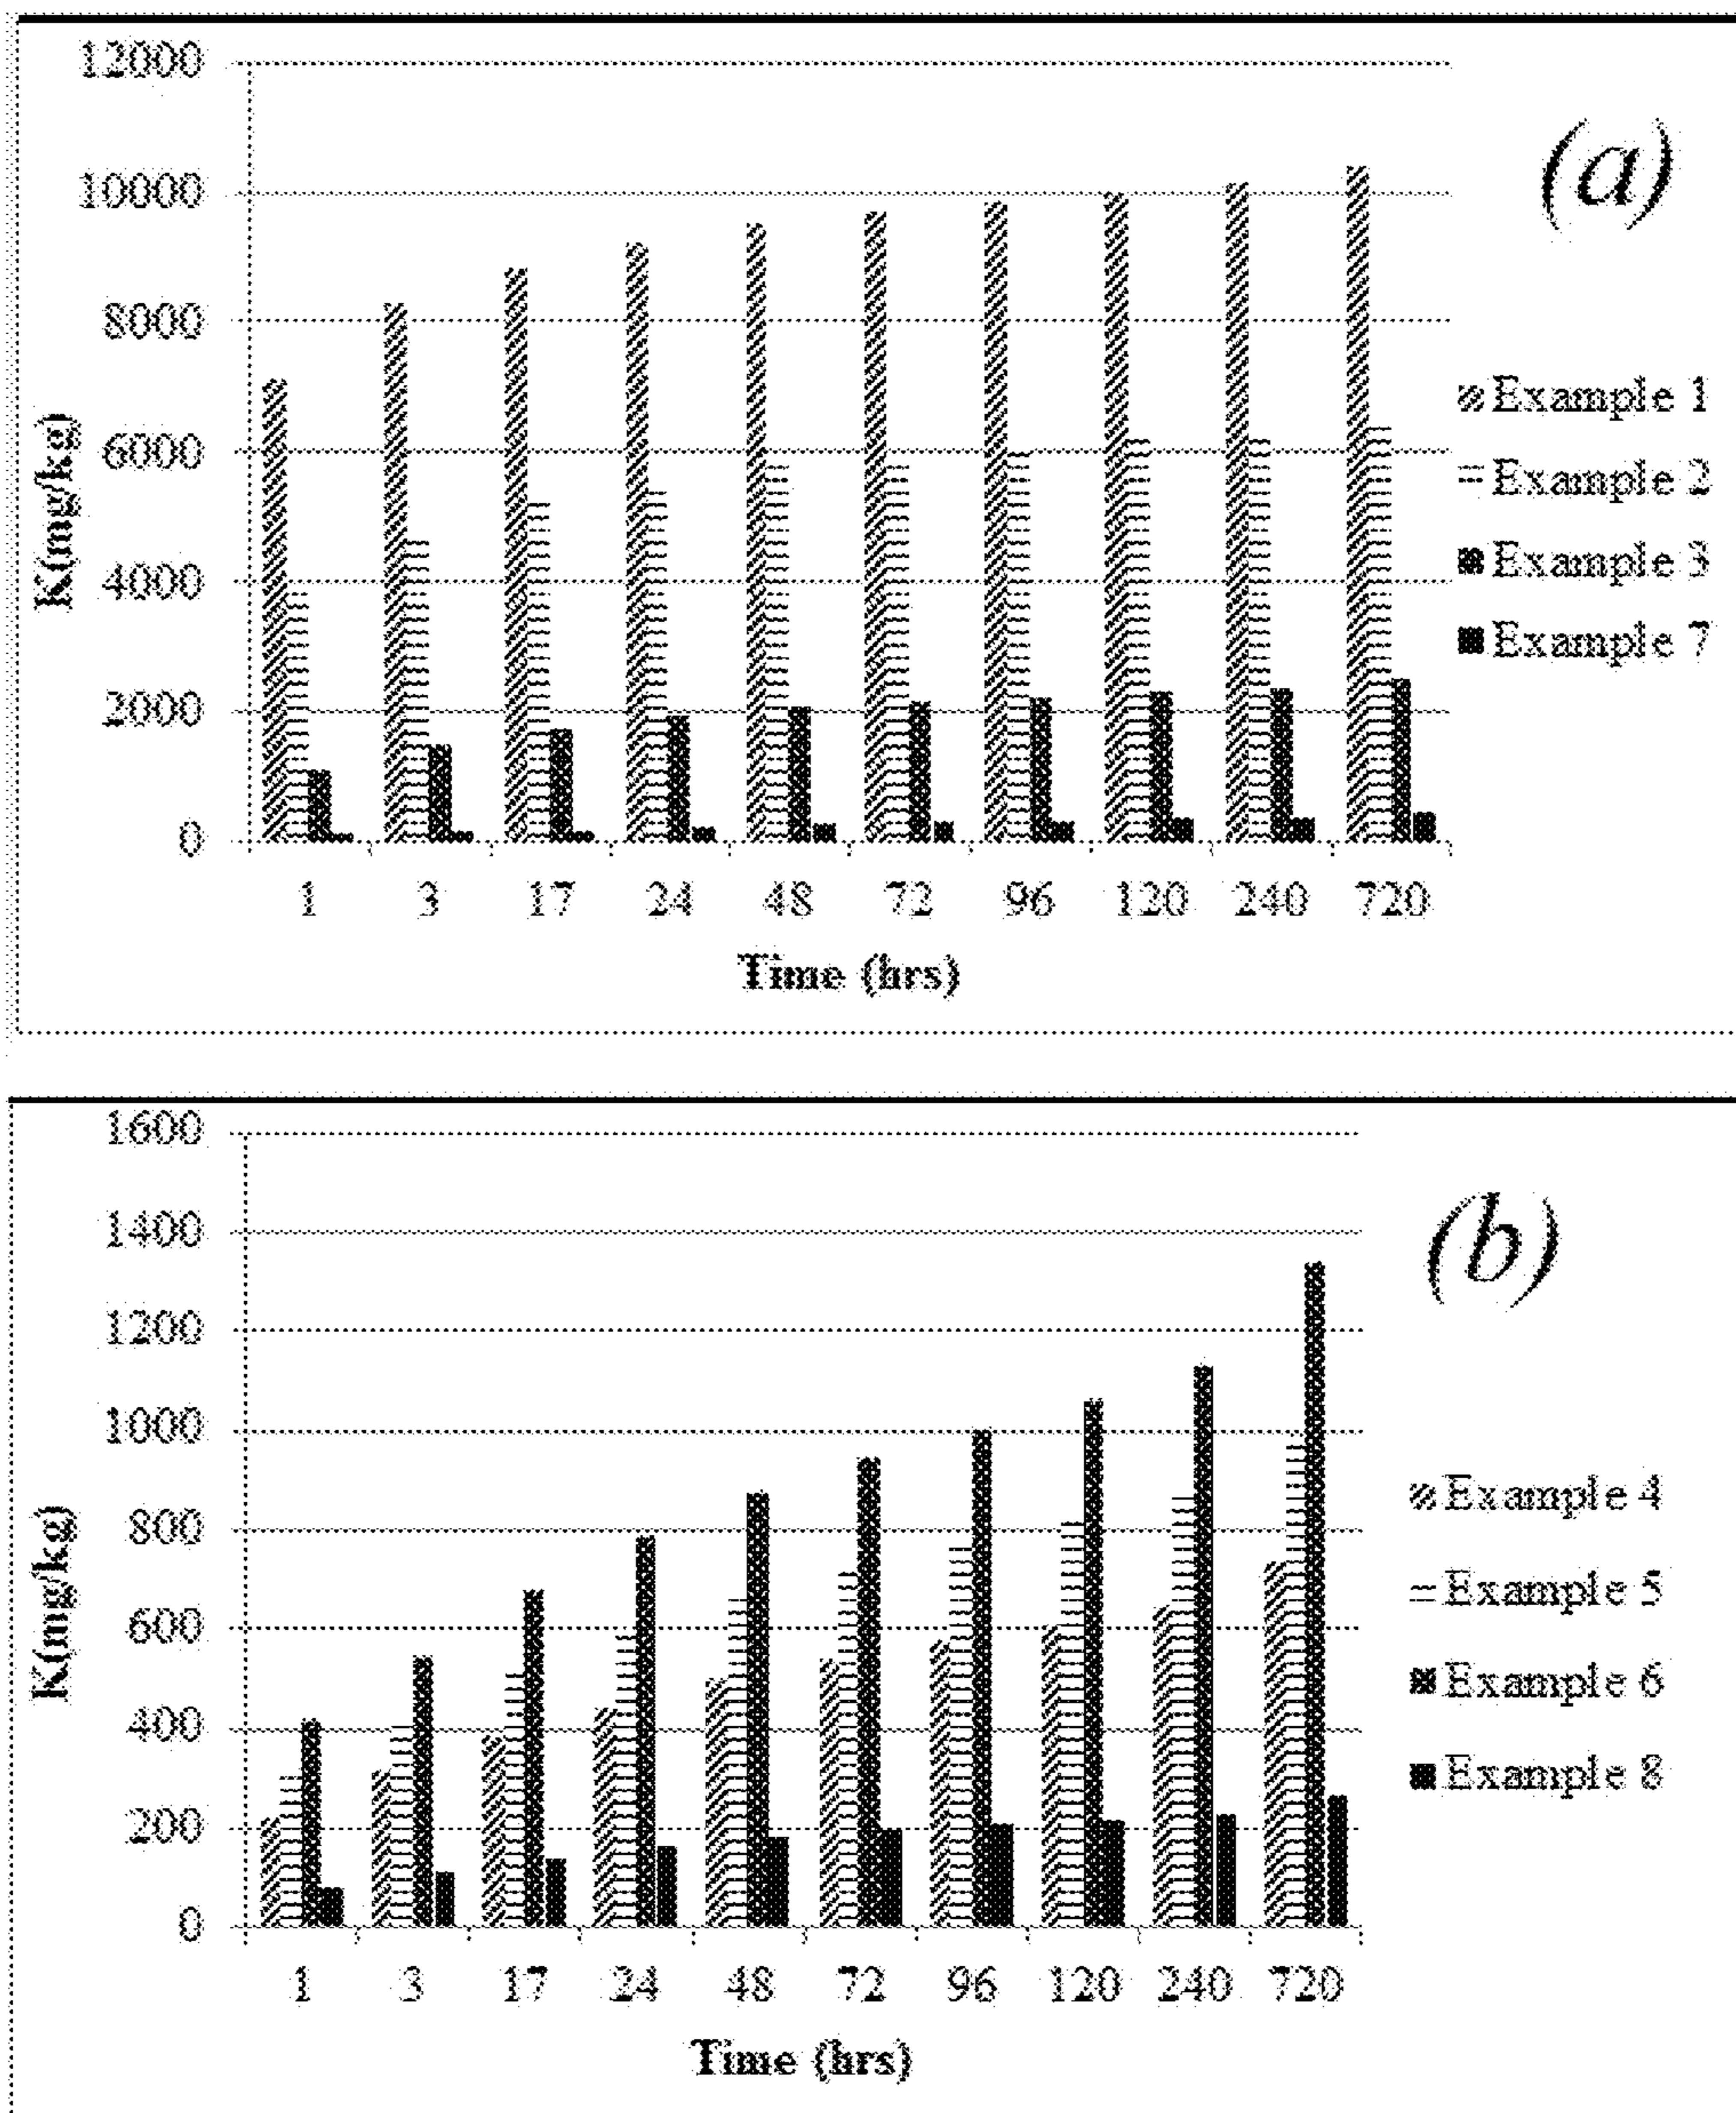 12000
(a)
10000
8000
Example 1
6000
Example 2
K(mg/kg)
4000
Example 3
Example 7
2000
0
1 3 17 24 48 72 96 120 240 720
Time (hrs)
1600
(b)
1400
1200
1000
Example 4
800
Example 5
K(mg/kg)
600
Example 6
400
Example 8
200
0
1 3 17 24 48 72 96 120 240 720
Time (hrs)